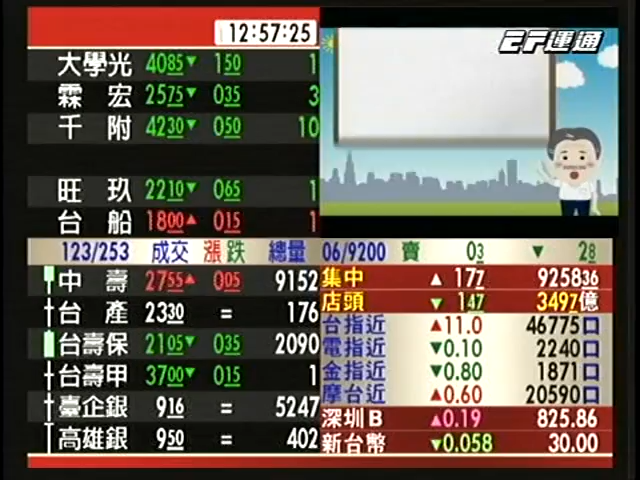 12:57:25
EF運通
大學光 4085▼ 150 1
霖宏 2575▼ 035 3
千附 4230▼ 050 10
旺玖 2210▼ 065 1
台船 1800▲ 015 1
123/253 成交 漲跌 總量
06/9200 賣 03 ▼ 28
中壽 2755▲ 005 9152
台產 2330 = 176
台壽保 2105▼ 035 2090
台壽甲 3700▼ 015 1
臺企銀 916 = 5247
高雄銀 950 = 402
集中 ▲ 177 925836
店頭 ▼ 147 3497億
台指近 ▲11.0 46775口
電指近 ▼0.10 2240口
金指近 ▼0.80 1871口
摩台近 ▲0.60 20590口
深圳B ▲0.19 825.86
新台幣 ▼0.058 30.00